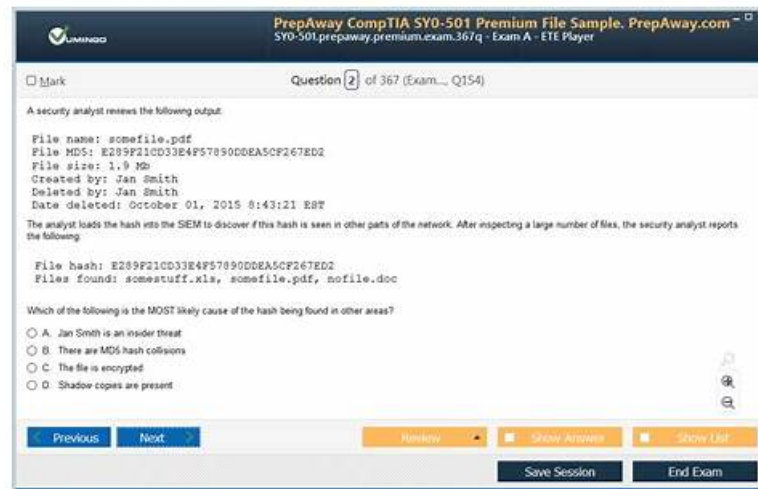 VUMINGO
PrepAway CompTIA SY0-501 Premium File Sample. PrepAway.com
SY0-501.prepaway.premium.exam.367q - Exam A - ETE Player
Mark
Question 2 of 367 (Exam..., Q154)
A security analyst reviews the following output:
File name: somefile.pdf
File MD5: E289F21CD33E4F57890DDEA5CF267ED2
File size: 1.9 Mb
Created by: Jan Smith
Deleted by: Jan Smith
Date deleted: October 01, 2015 8:43:21 EST
The analyst loads the hash into the SIEM to discover if this hash is seen in other parts of the network. After inspecting a large number of files, the security analyst reports
the following:
File hash: E289F21CD33E4F57890DDEA5CF267ED2
Files found: somestuff.xls, somefile.pdf, nofile.doc
Which of the following is the MOST likely cause of the hash being found in other areas?
A. Jan Smith is an insider threat
B. There are MD5 hash collisions
C. The file is encrypted
D. Shadow copies are present
Previous
Next
Review
Show Answer
Show List
Save Session
End Exam